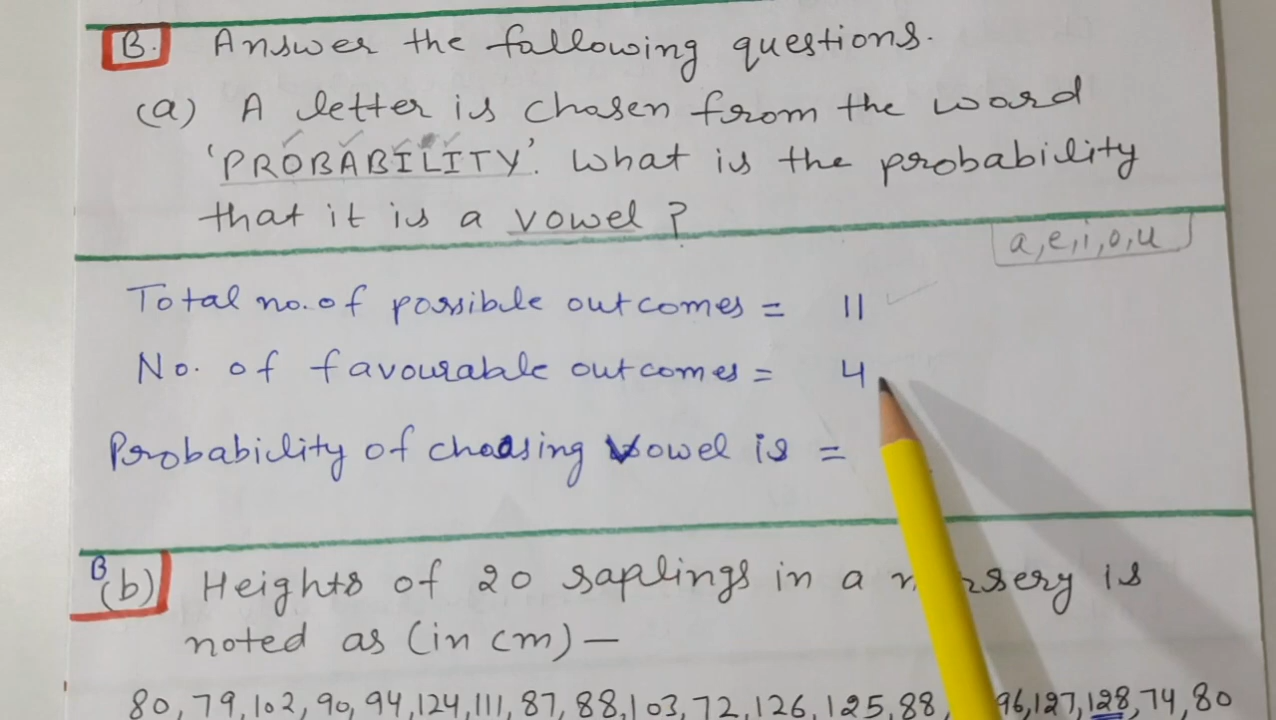 B. Answer the following questions.
(a) A letter is chosen from the word
'PROBABILITY'. What is the probability
that it is a vowel ?
a,e,i,o,u
Total no. of possible outcomes = 11
No. of favourable outcomes = 4
Probability of choosing Vowel is =
B(b) Heights of 20 saplings in a is
noted as (in cm) —
80, 79, 102, 90, 94, 124, 111, 87, 88, 103, 72, 126, 125, 88 96, 127, 128, 74, 80